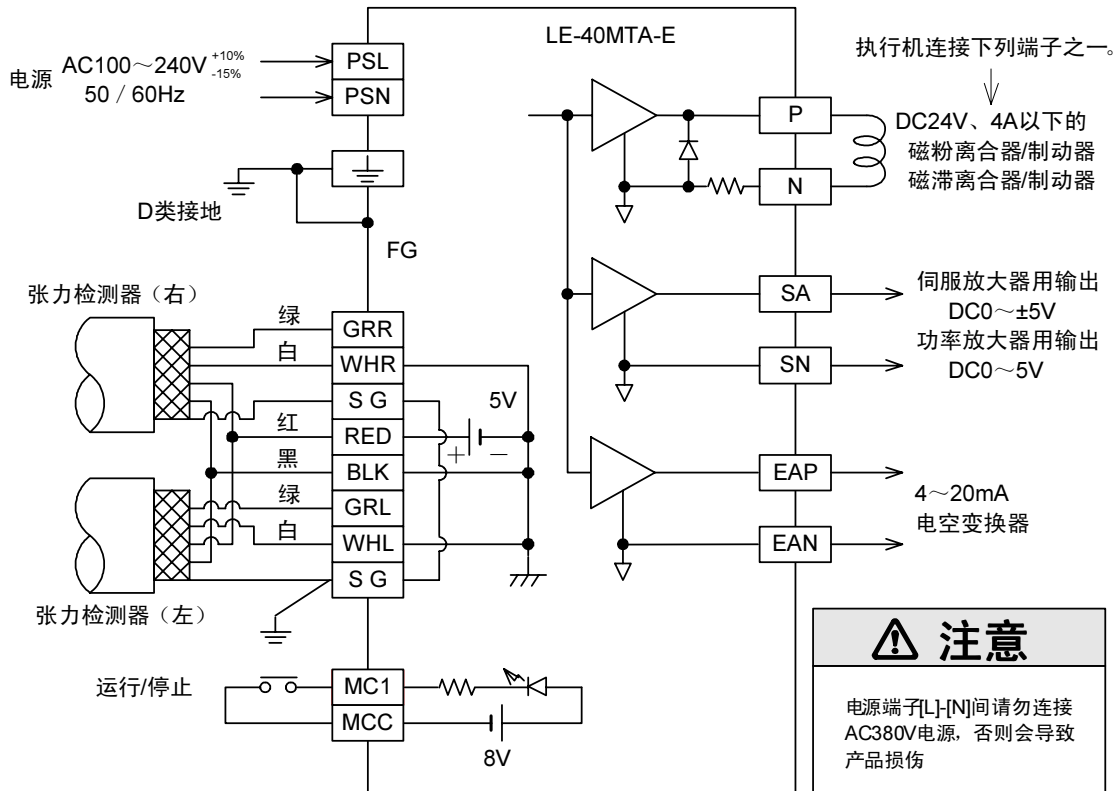 LE-40MTA-E
电源 AC100～240V +10% -15%
50 / 60Hz
PSL
PSN
D类接地
FG
张力检测器（右）
绿
GRR
白
WHR
S G
5V
红
RED
+ －
黑
BLK
绿
GRL
白
WHL
S G
张力检测器（左）
运行/停止
MC1
MCC
8V
执行机连接下列端子之一。
P
N
DC24V、4A以下的
磁粉离合器/制动器
磁滞离合器/制动器
SA
伺服放大器用输出
DC0～±5V
SN
功率放大器用输出
DC0～5V
EAP
EAN
4～20mA
电空变换器
注意
电源端子[L]-[N]间请勿连接
AC380V电源，否则会导致
产品损伤